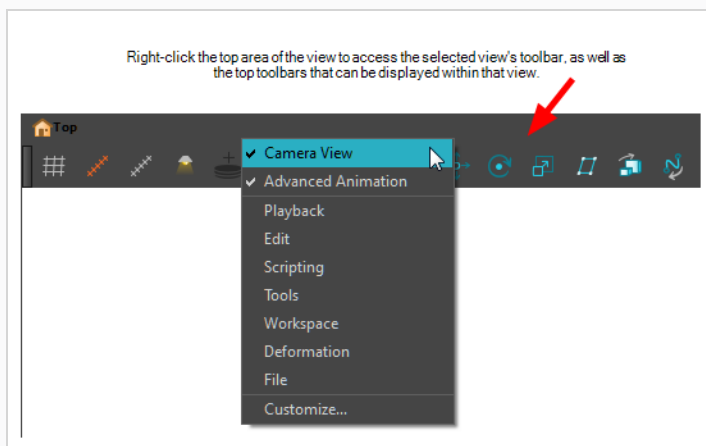 Right-click the top area of the view to access the selected view's toolbar, as well as
the top toolbars that can be displayed within that view.
Top
Camera View
Advanced Animation
Playback
Edit
Scripting
Tools
Workspace
Deformation
File
Customize...